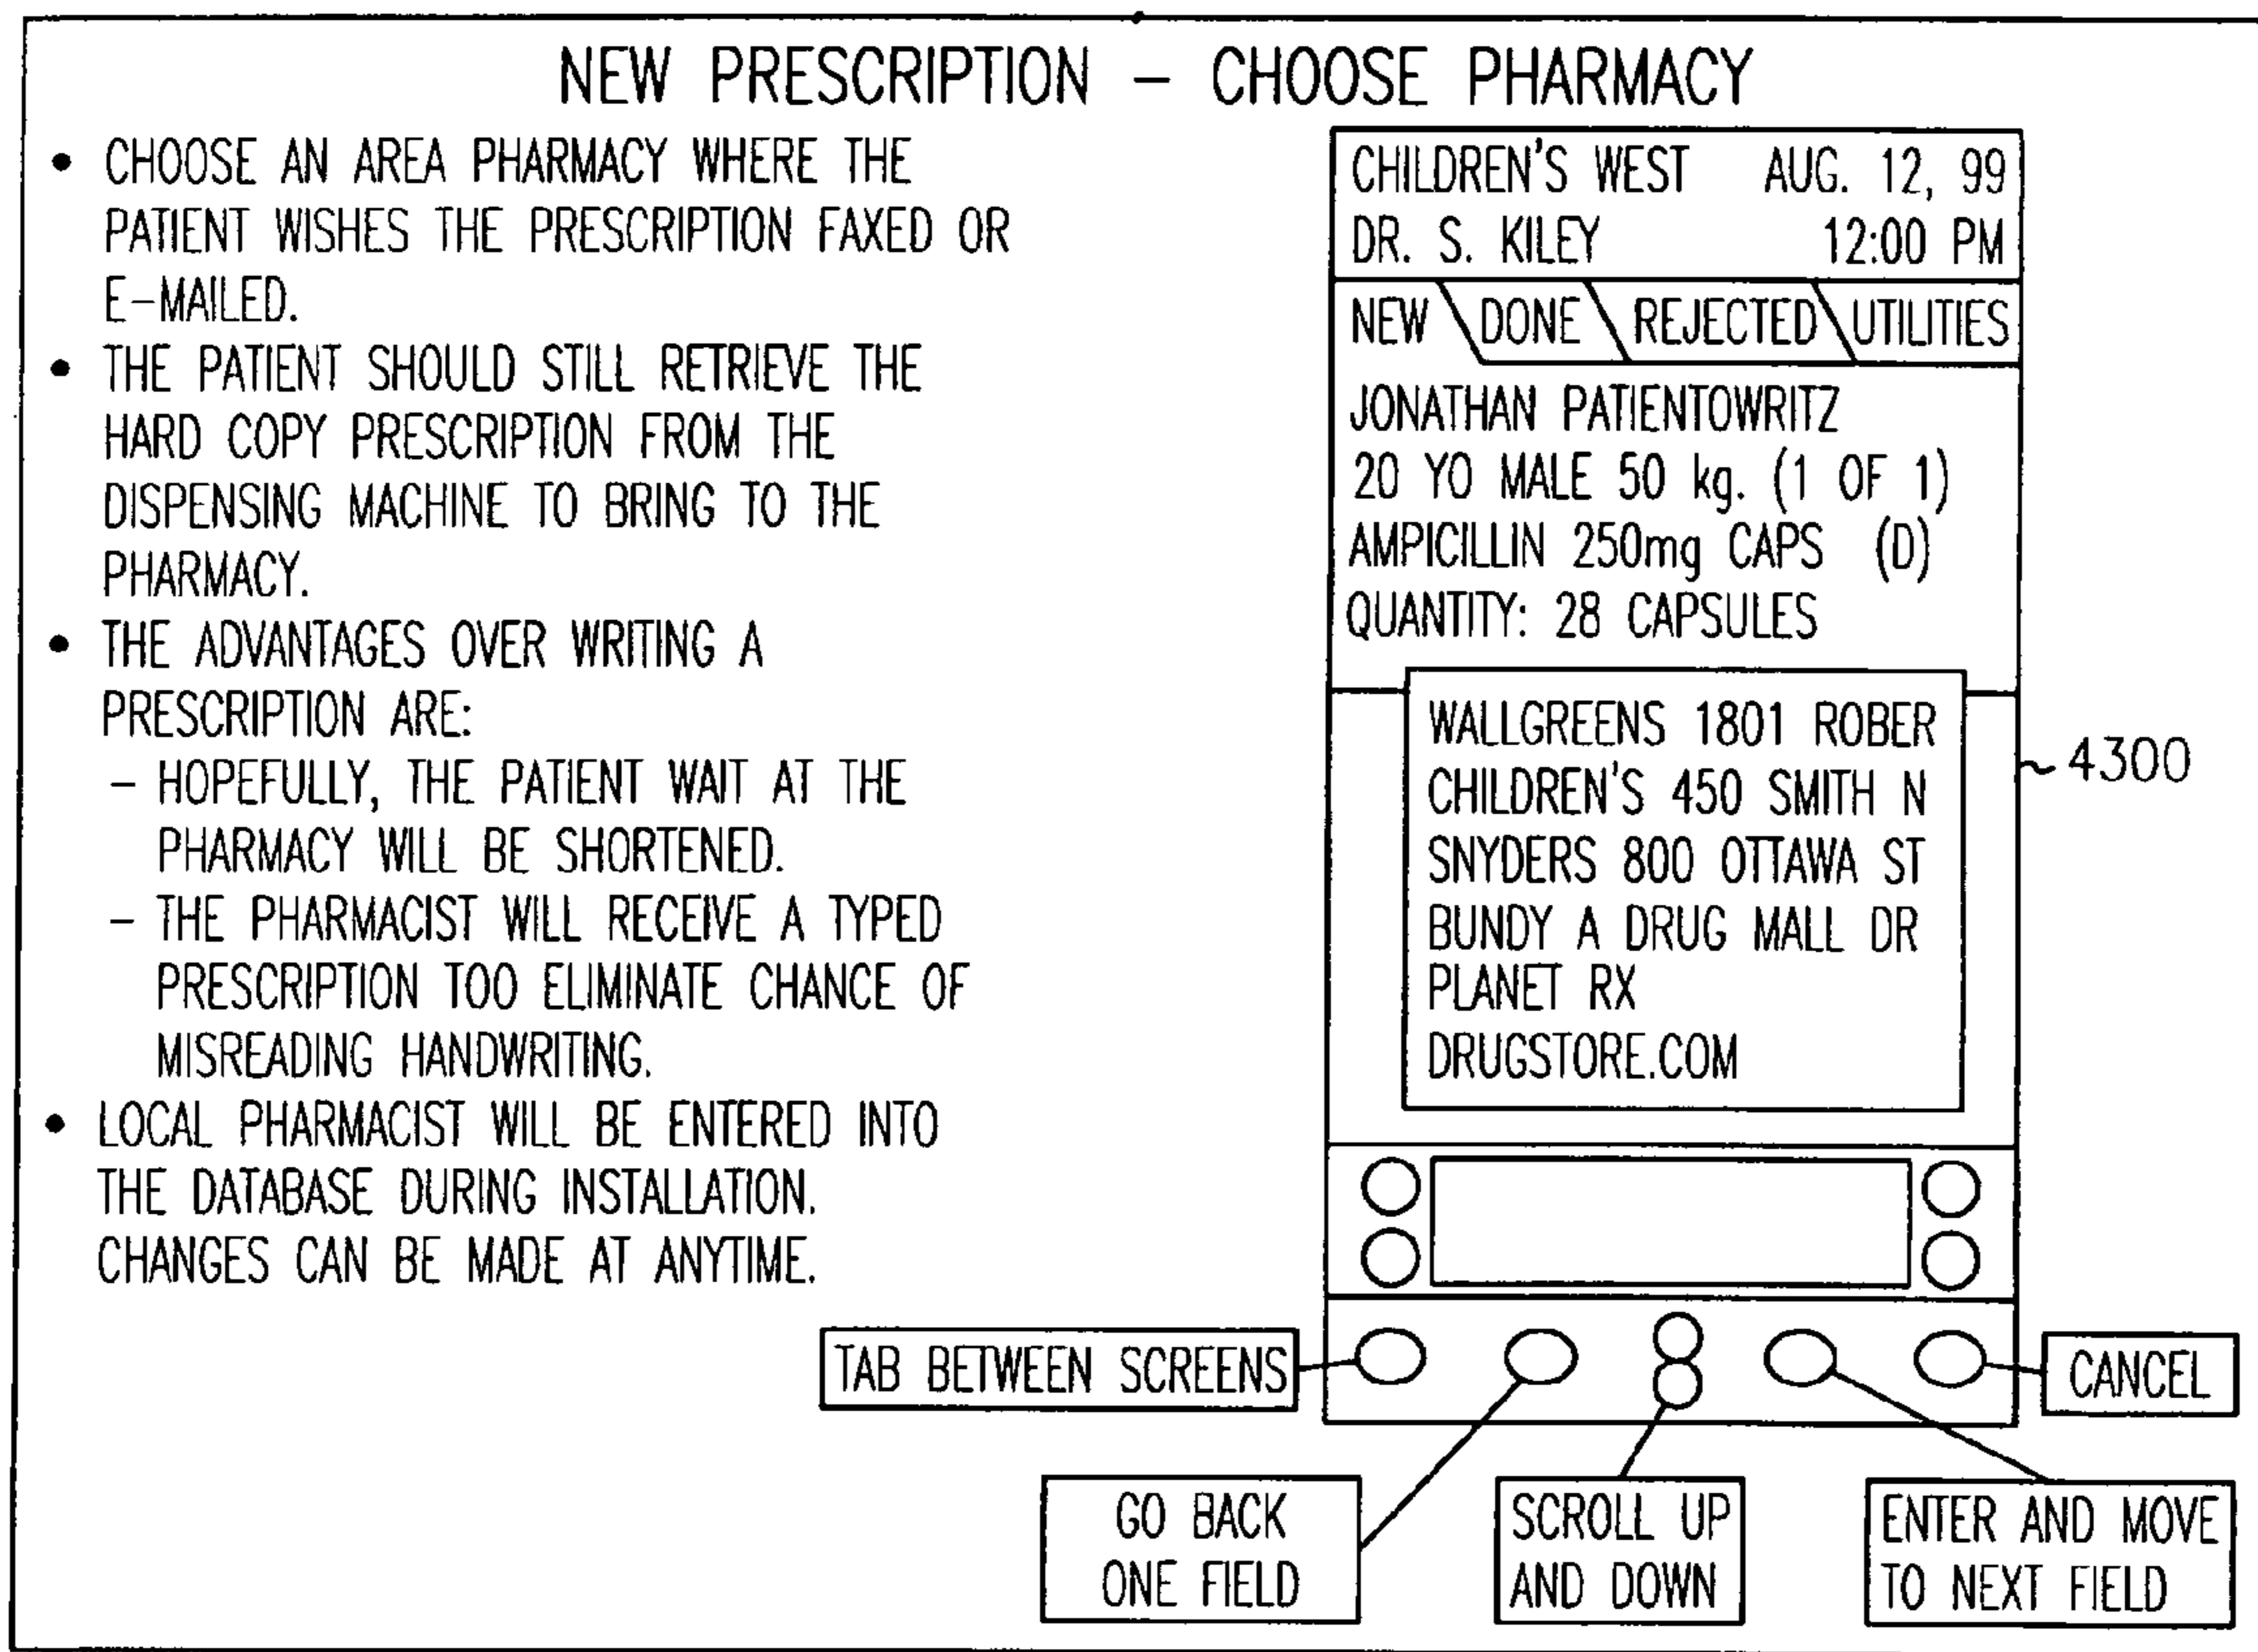 NEW PRESCRIPTION – CHOOSE PHARMACY
• CHOOSE AN AREA PHARMACY WHERE THE
PATIENT WISHES THE PRESCRIPTION FAXED OR
E-MAILED.
• THE PATIENT SHOULD STILL RETRIEVE THE
HARD COPY PRESCRIPTION FROM THE
DISPENSING MACHINE TO BRING TO THE
PHARMACY.
• THE ADVANTAGES OVER WRITING A
PRESCRIPTION ARE:
– HOPEFULLY, THE PATIENT WAIT AT THE
PHARMACY WILL BE SHORTENED.
– THE PHARMACIST WILL RECEIVE A TYPED
PRESCRIPTION TOO ELIMINATE CHANCE OF
MISREADING HANDWRITING.
• LOCAL PHARMACIST WILL BE ENTERED INTO
THE DATABASE DURING INSTALLATION.
CHANGES CAN BE MADE AT ANYTIME.
CHILDREN'S WEST AUG. 12, 99
DR. S. KILEY 12:00 PM
NEW DONE REJECTED UTILITIES
JONATHAN PATIENTOWRITZ
20 YO MALE 50 kg. (1 OF 1)
AMPICILLIN 250mg CAPS (D)
QUANTITY: 28 CAPSULES
WALLGREENS 1801 ROBER
CHILDREN'S 450 SMITH N
SNYDERS 800 OTTAWA ST
BUNDY A DRUG MALL DR
PLANET RX
DRUGSTORE.COM
4300
TAB BETWEEN SCREENS
CANCEL
GO BACK
ONE FIELD
SCROLL UP
AND DOWN
ENTER AND MOVE
TO NEXT FIELD